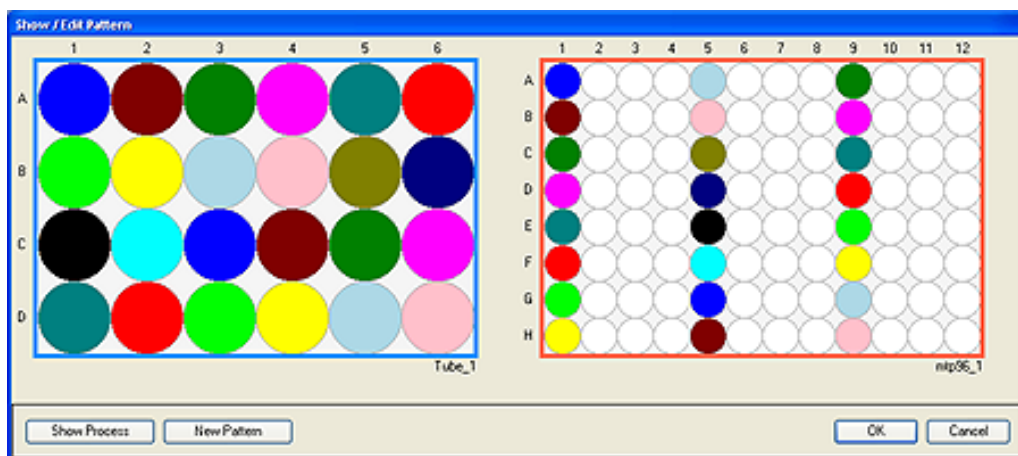 Show / Edit Pattern
1 2 3 4 5 6
A
B
C
D
Tube_1
1 2 3 4 5 6 7 8 9 10 11 12
A
B
C
D
E
F
G
H
mtp96_1
Show Process New Pattern OK Cancel